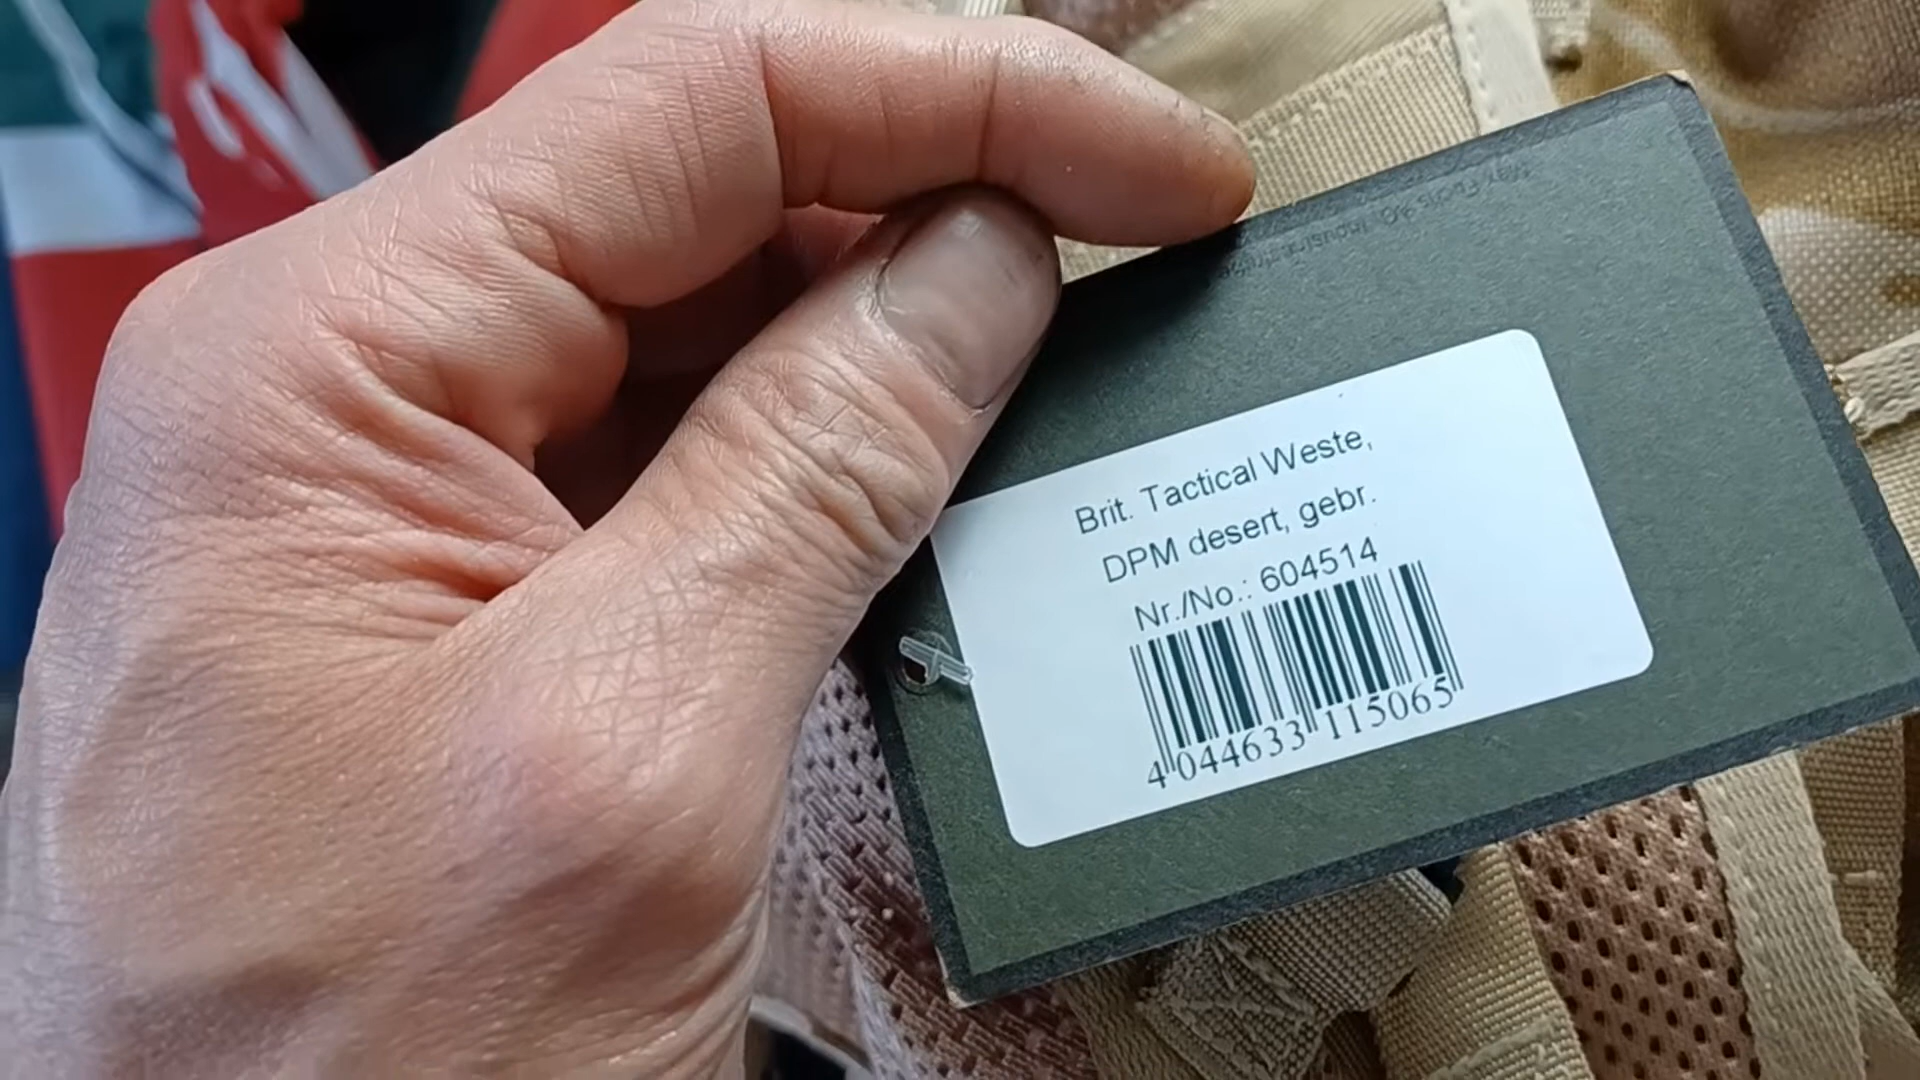 Brit. Tactical Weste,
DPM desert, gebr.
Nr./No.: 604514
4 044633 115065